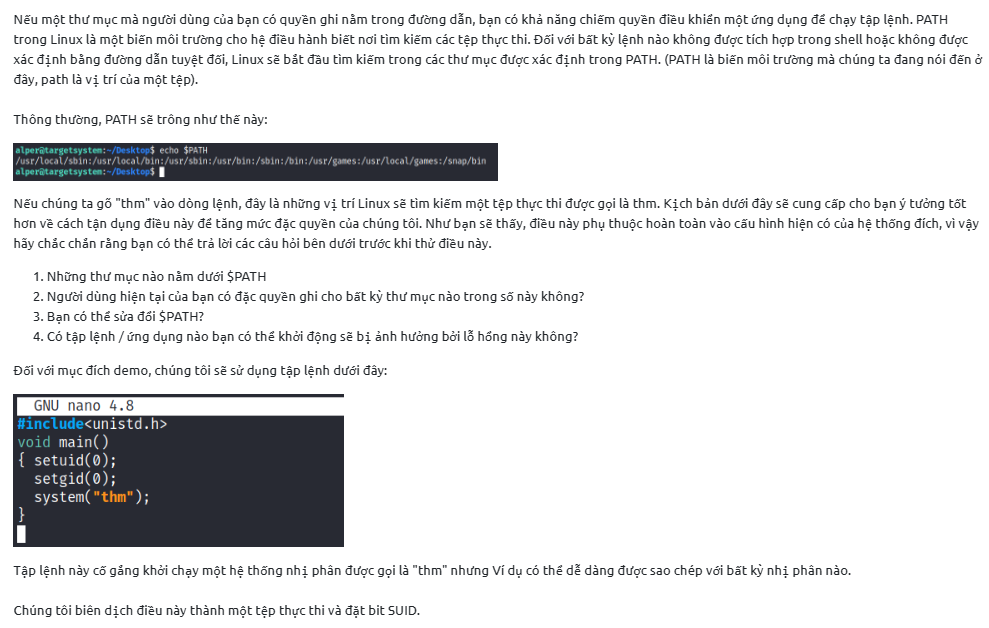 Nếu một thư mục mà người dùng của bạn có quyền ghi nằm trong đường dẫn, bạn có khả năng chiếm quyền điều khiển một ứng dụng để chạy tập lệnh. PATH
trong Linux là một biến môi trường cho hệ điều hành biết nơi tìm kiếm các tệp thực thi. Đối với bất kỳ lệnh nào không được tích hợp trong shell hoặc không được
xác định bằng đường dẫn tuyệt đối, Linux sẽ bắt đầu tìm kiếm trong các thư mục được xác định trong PATH. (PATH là biến môi trường mà chúng ta đang nói đến ở
đây, path là vị trí của một tệp).
Thông thường, PATH sẽ trông như thế này:
alper@targetsystem:~/Desktop$ echo $PATH
/usr/local/sbin:/usr/local/bin:/usr/sbin:/usr/bin:/sbin:/bin:/usr/games:/usr/local/games:/snap/bin
alper@targetsystem:~/Desktop$
Nếu chúng ta gõ "thm" vào dòng lệnh, đây là những vị trí Linux sẽ tìm kiếm một tệp thực thi được gọi là thm. Kịch bản dưới đây sẽ cung cấp cho bạn ý tưởng tốt
hơn về cách tận dụng điều này để tăng mức đặc quyền của chúng tôi. Như bạn sẽ thấy, điều này phụ thuộc hoàn toàn vào cấu hình hiện có của hệ thống đích, vì vậy
hãy chắc chắn rằng bạn có thể trả lời các câu hỏi bên dưới trước khi thử điều này.
1. Những thư mục nào nằm dưới $PATH
2. Người dùng hiện tại của bạn có đặc quyền ghi cho bất kỳ thư mục nào trong số này không?
3. Bạn có thể sửa đổi $PATH?
4. Có tập lệnh / ứng dụng nào bạn có thể khởi động sẽ bị ảnh hưởng bởi lỗ hổng này không?
Đối với mục đích demo, chúng tôi sẽ sử dụng tập lệnh dưới đây:
GNU nano 4.8
#include<unistd.h>
void main()
{ setuid(0);
setgid(0);
system("thm");
}
Tập lệnh này cố gắng khởi chạy một hệ thống nhị phân được gọi là "thm" nhưng Ví dụ có thể dễ dàng được sao chép với bất kỳ nhị phân nào.
Chúng tôi biên dịch điều này thành một tệp thực thi và đặt bit SUID.